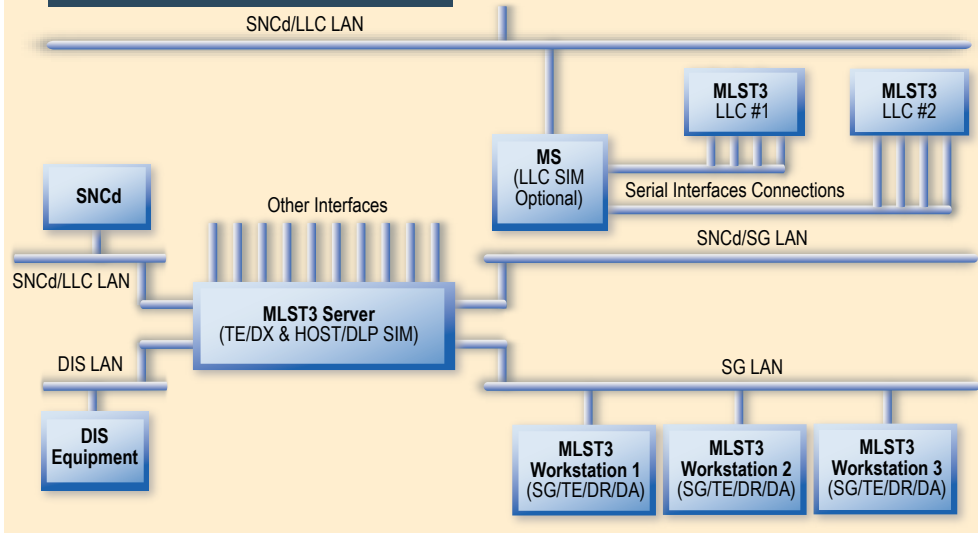 SNCd/LLC LAN
MLST3
LLC #1
MLST3
LLC #2
MS
(LLC SIM
Optional)
Serial Interfaces Connections
SNCd
Other Interfaces
SNCd/SG LAN
SNCd/LLC LAN
MLST3 Server
(TE/DX & HOST/DLP SIM)
DIS LAN
SG LAN
DIS
Equipment
MLST3
Workstation 1
(SG/TE/DR/DA)
MLST3
Workstation 2
(SG/TE/DR/DA)
MLST3
Workstation 3
(SG/TE/DR/DA)